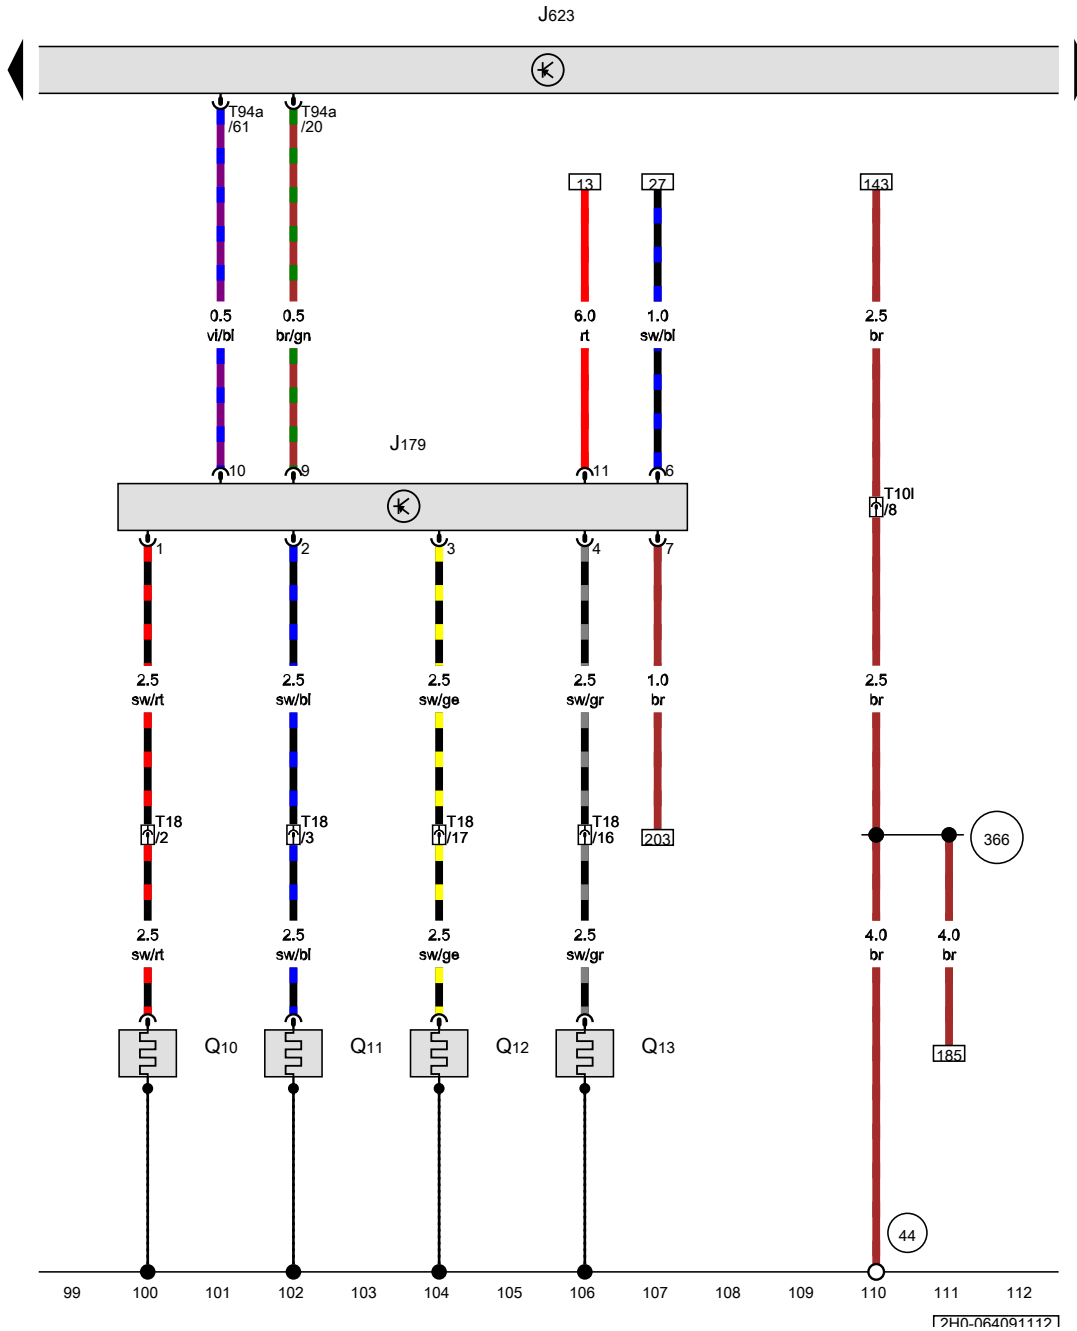 J623
T94a
/61
T94a
/20
13
27
143
0.5
vi/bl
0.5
br/gn
6.0
rt
1.0
sw/bl
2.5
br
J179
10
9
11
6
T10l
/8
1
2
3
4
7
2.5
sw/rt
2.5
sw/bl
2.5
sw/ge
2.5
sw/gr
1.0
br
2.5
br
T18
/2
T18
/3
T18
/17
T18
/16
203
366
2.5
sw/rt
2.5
sw/bl
2.5
sw/ge
2.5
sw/gr
4.0
br
4.0
br
Q10
Q11
Q12
Q13
185
44
99 100 101 102 103 104 105 106 107 108 109 110 111 112
2H0-064091112